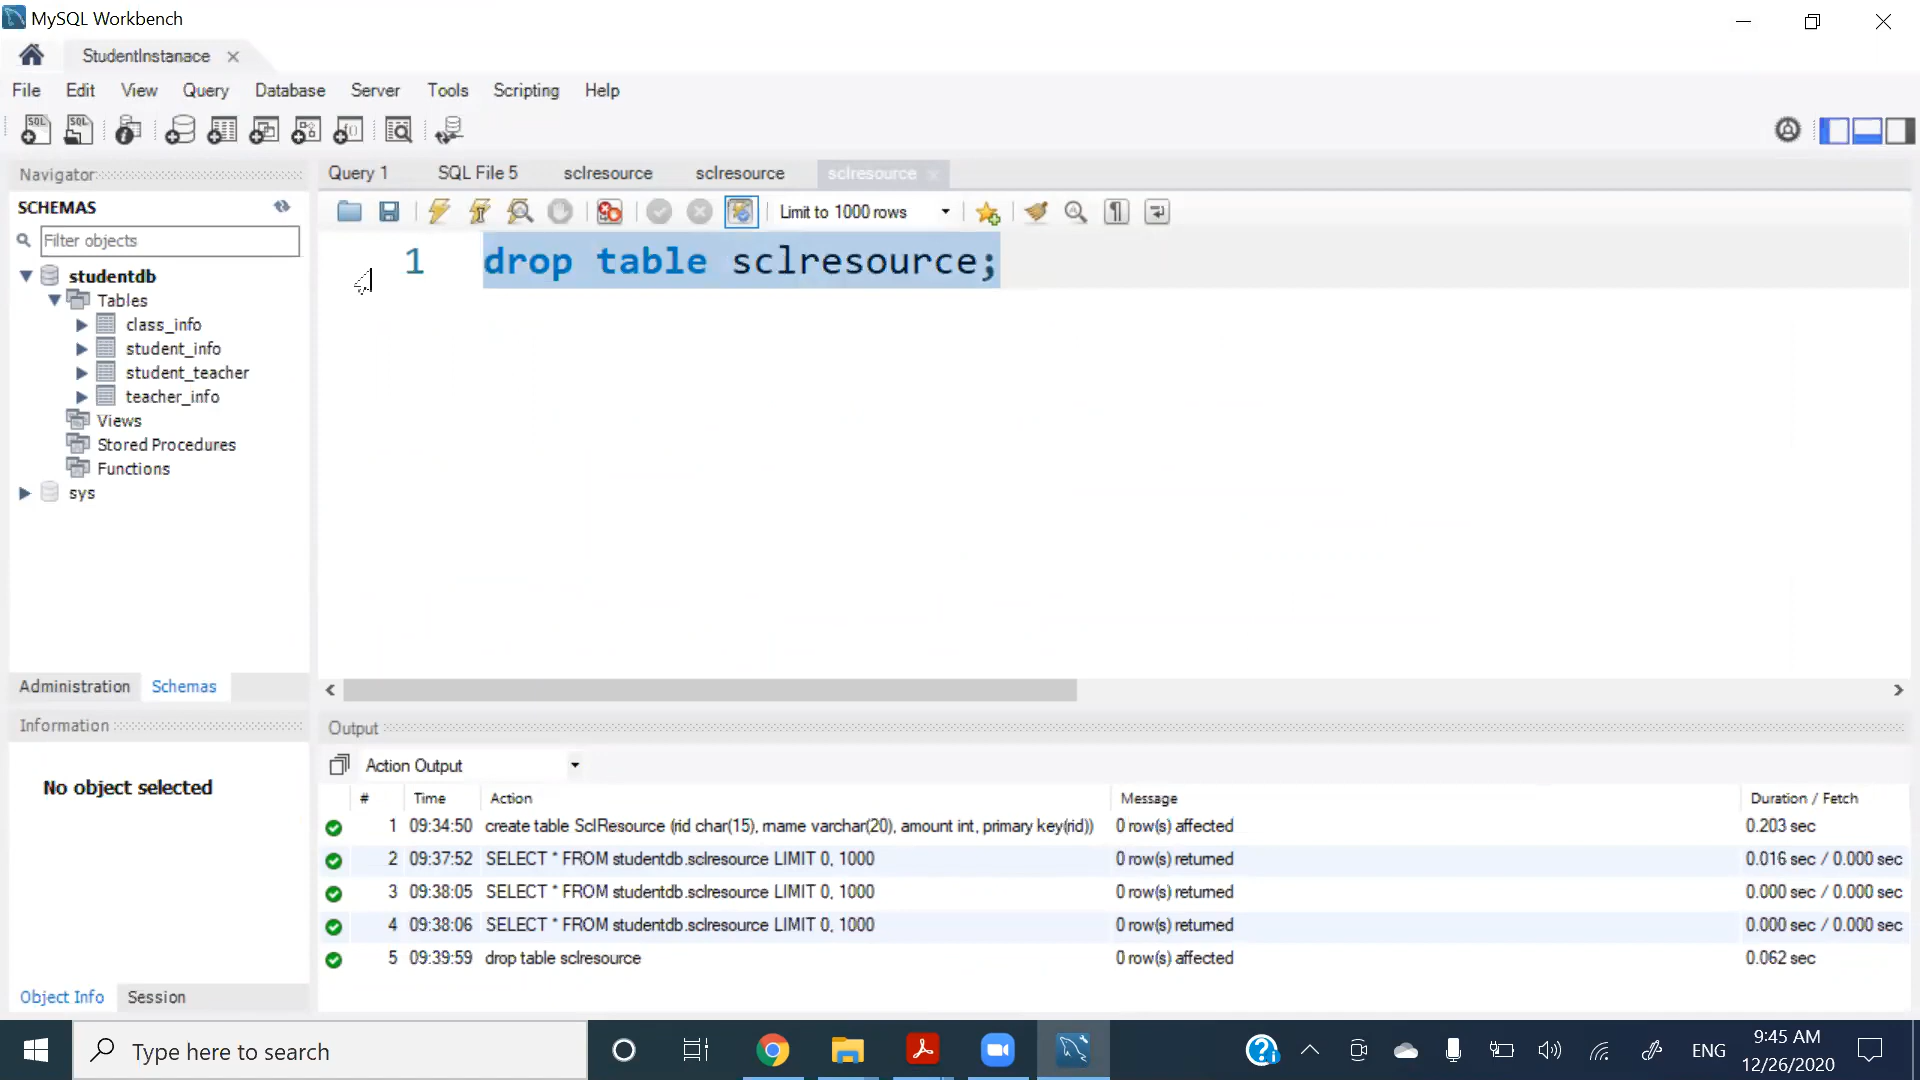 MySQL Workbench
StudentInstanace
File Edit View Query Database Server Tools Scripting Help
Navigator
SCHEMAS
Filter objects
studentdb
Tables
class_info
student_info
student_teacher
teacher_info
Views
Stored Procedures
Functions
sys
Administration Schemas
Information
No object selected
Object Info Session
Query 1 SQL File 5 sclresource sclresource sclresource
Limit to 1000 rows
1 drop table sclresource;
Output
Action Output
# Time Action Message Duration / Fetch
1 09:34:50 create table SclResource (rid char(15), rname varchar(20), amount int, primary key(rid)) 0 row(s) affected 0.203 sec
2 09:37:52 SELECT * FROM studentdb.sclresource LIMIT 0, 1000 0 row(s) returned 0.016 sec / 0.000 sec
3 09:38:05 SELECT * FROM studentdb.sclresource LIMIT 0, 1000 0 row(s) returned 0.000 sec / 0.000 sec
4 09:38:06 SELECT * FROM studentdb.sclresource LIMIT 0, 1000 0 row(s) returned 0.000 sec / 0.000 sec
5 09:39:59 drop table sclresource 0 row(s) affected 0.062 sec
Type here to search
ENG
9:45 AM
12/26/2020